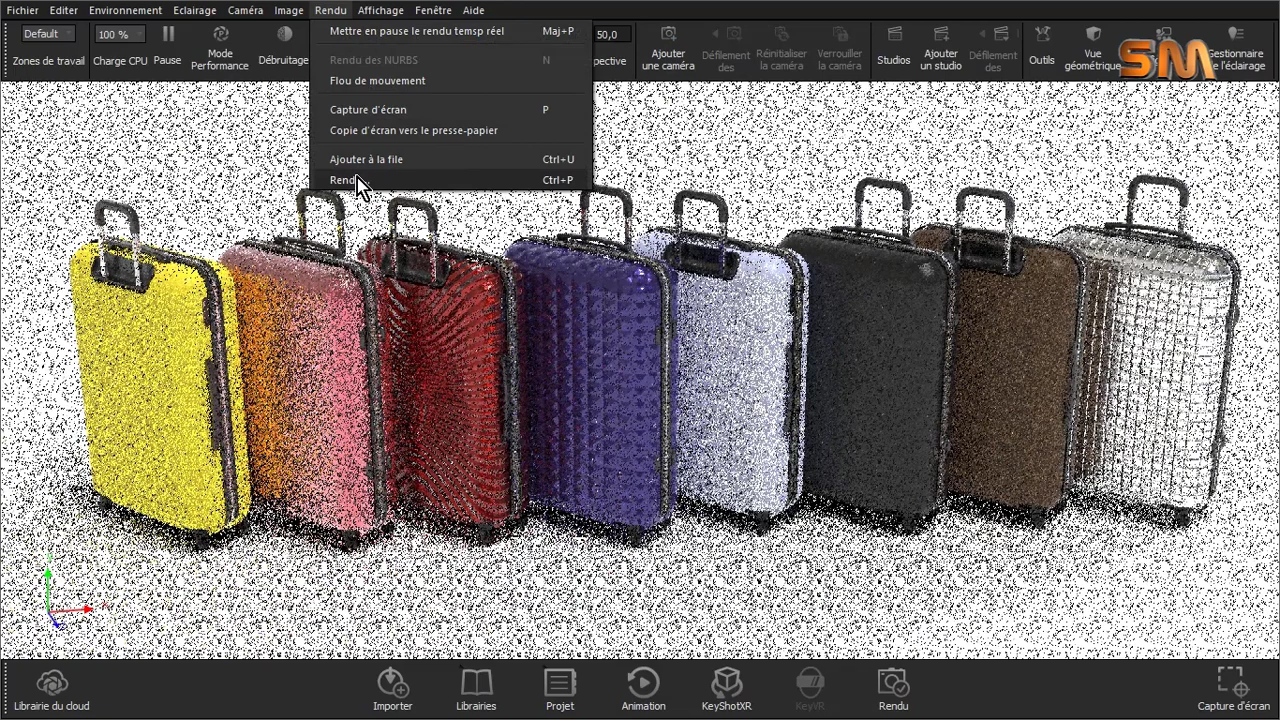 Fichier Editer Environnement Eclairage Caméra Image Rendu Affichage Fenêtre Aide
Default
100 %
50,0
Zones de travail
Charge CPU
Pause
Mode
Performance
Débruitage
pective
Ajouter
une caméra
Défilement
des
Réinitialiser
la caméra
Verrouiller
la caméra
Studios
Ajouter
un studio
Défilement
des
Outils
Vue
géométrique
Gestionnaire
de l'éclairage
SM
Mettre en pause le rendu temsp réel Maj+P
Rendu des NURBS N
Flou de mouvement
Capture d'écran P
Copie d'écran vers le presse-papier
Ajouter à la file Ctrl+U
Rend Ctrl+P
Librairie du cloud
Importer
Librairies
Projet
Animation
KeyShotXR
KeyVR
Rendu
Capture d'écran